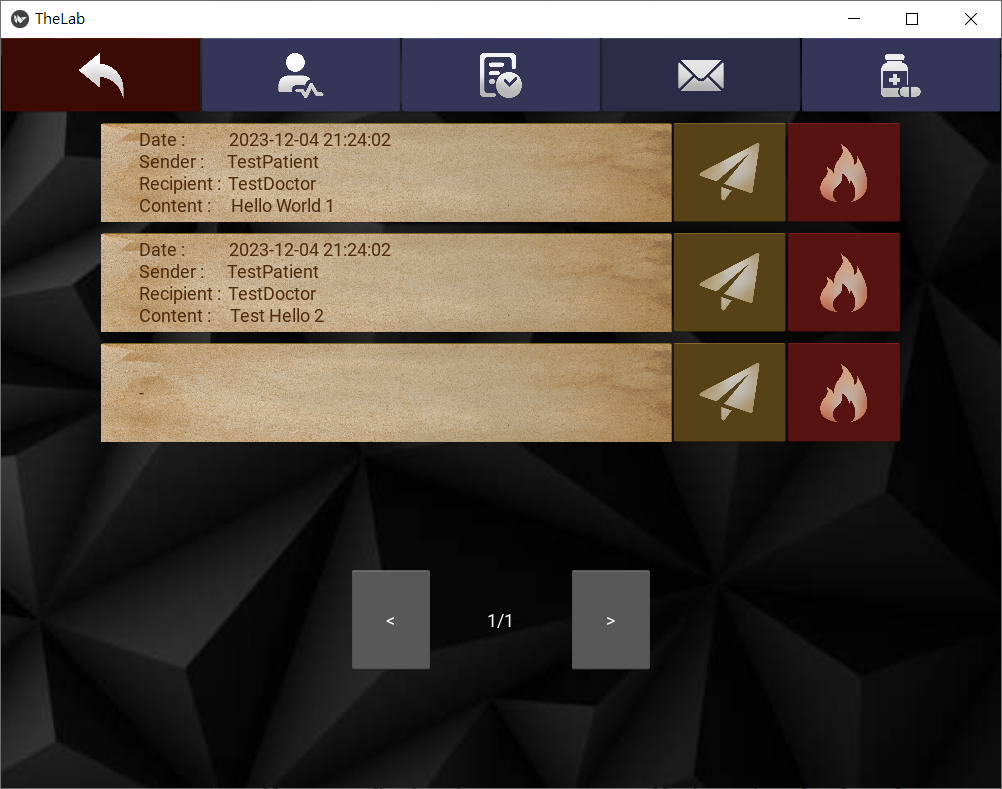 TheLab
Date : 2023-12-04 21:24:02
Sender : TestPatient
Recipient : TestDoctor
Content : Hello World 1
Date : 2023-12-04 21:24:02
Sender : TestPatient
Recipient : TestDoctor
Content : Test Hello 2
-
< 1/1 >